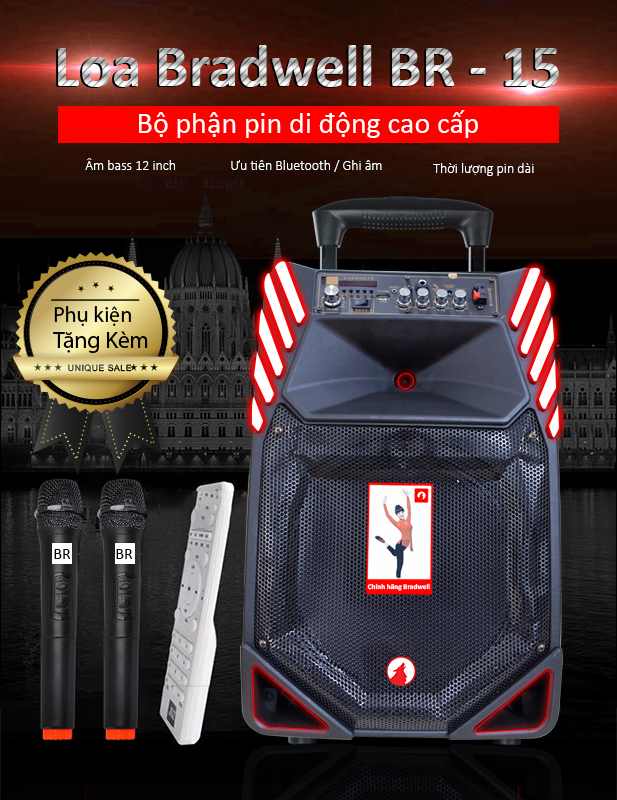 Loa Bradwell BR - 15
Bộ phận pin di động cao cấp
Âm bass 12 inch
Ưu tiên Bluetooth / Ghi âm
Thời lượng pin dài
Phụ kiện
Tặng Kèm
UNIQUE SALE
BR
BR
Chính hãng Bradwell